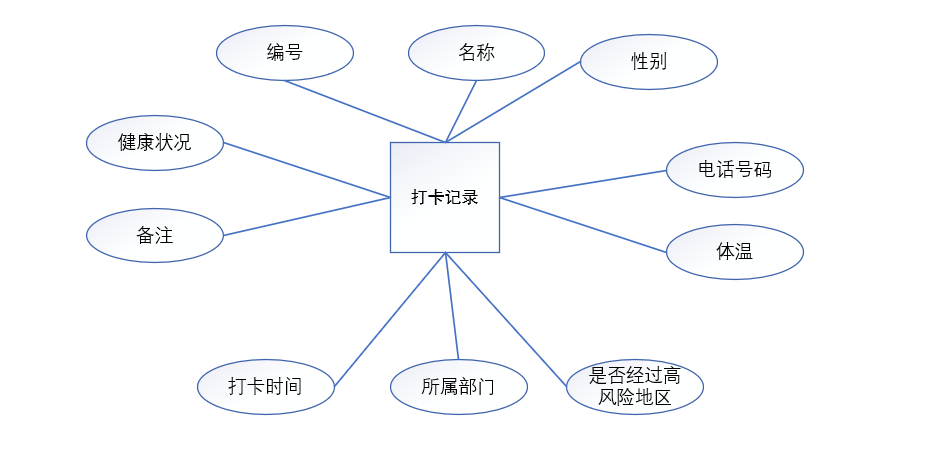 编号
名称
性别
健康状况
电话号码
打卡记录
备注
体温
打卡时间
所属部门
是否经过高
风险地区